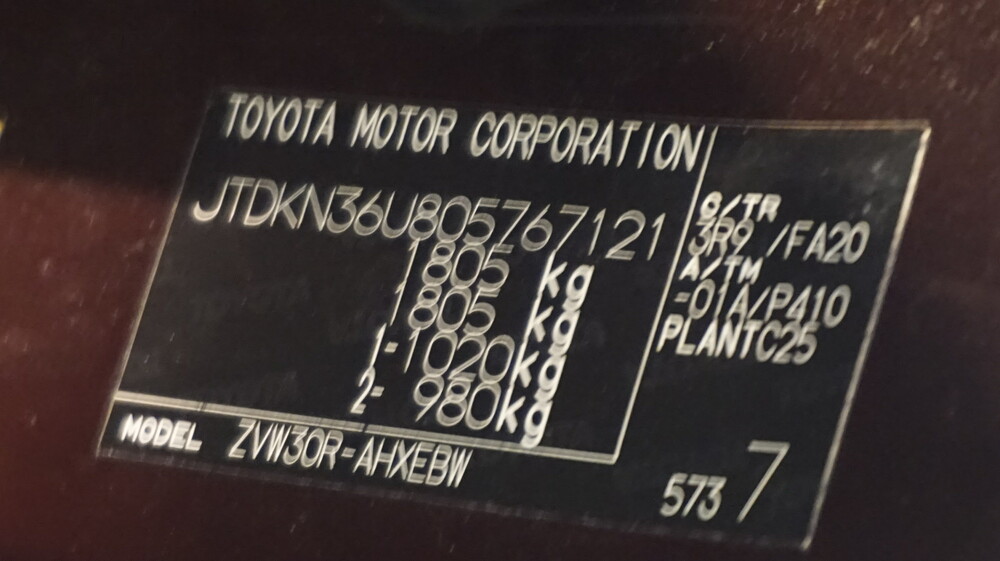 TOYOTA MOTOR CORPORATION
JTDKN36U805767121
1805 kg
1805 kg
1-1020kg
2- 980kg
C/TR
3R9 /FA20
A/TM
-01A/P410
PLANTC25
MODEL ZVW30R-AHXEBW
573 7